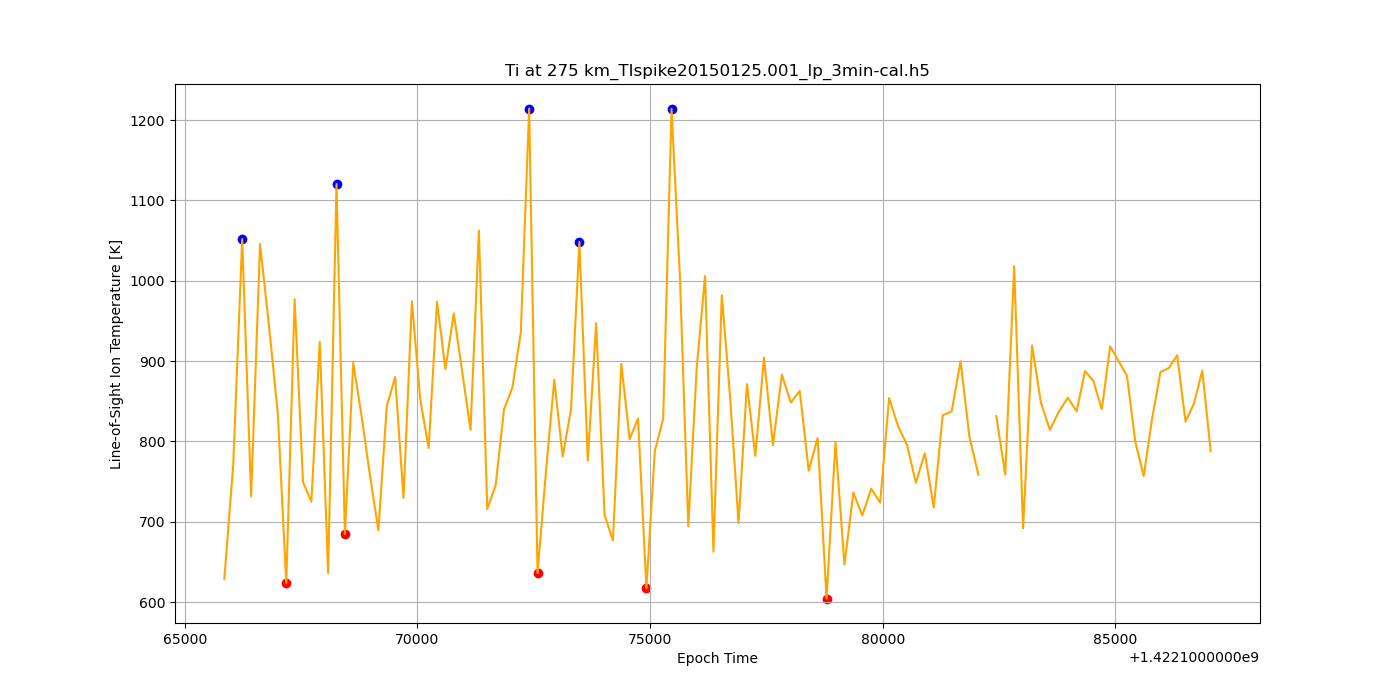 Ti at 275 km_TIspike20150125.001_lp_3min-cal.h5
Line-of-Sight Ion Temperature [K]
1200
1100
1000
900
800
700
600
65000 70000 75000 80000 85000
Epoch Time
+1.4221000000e9